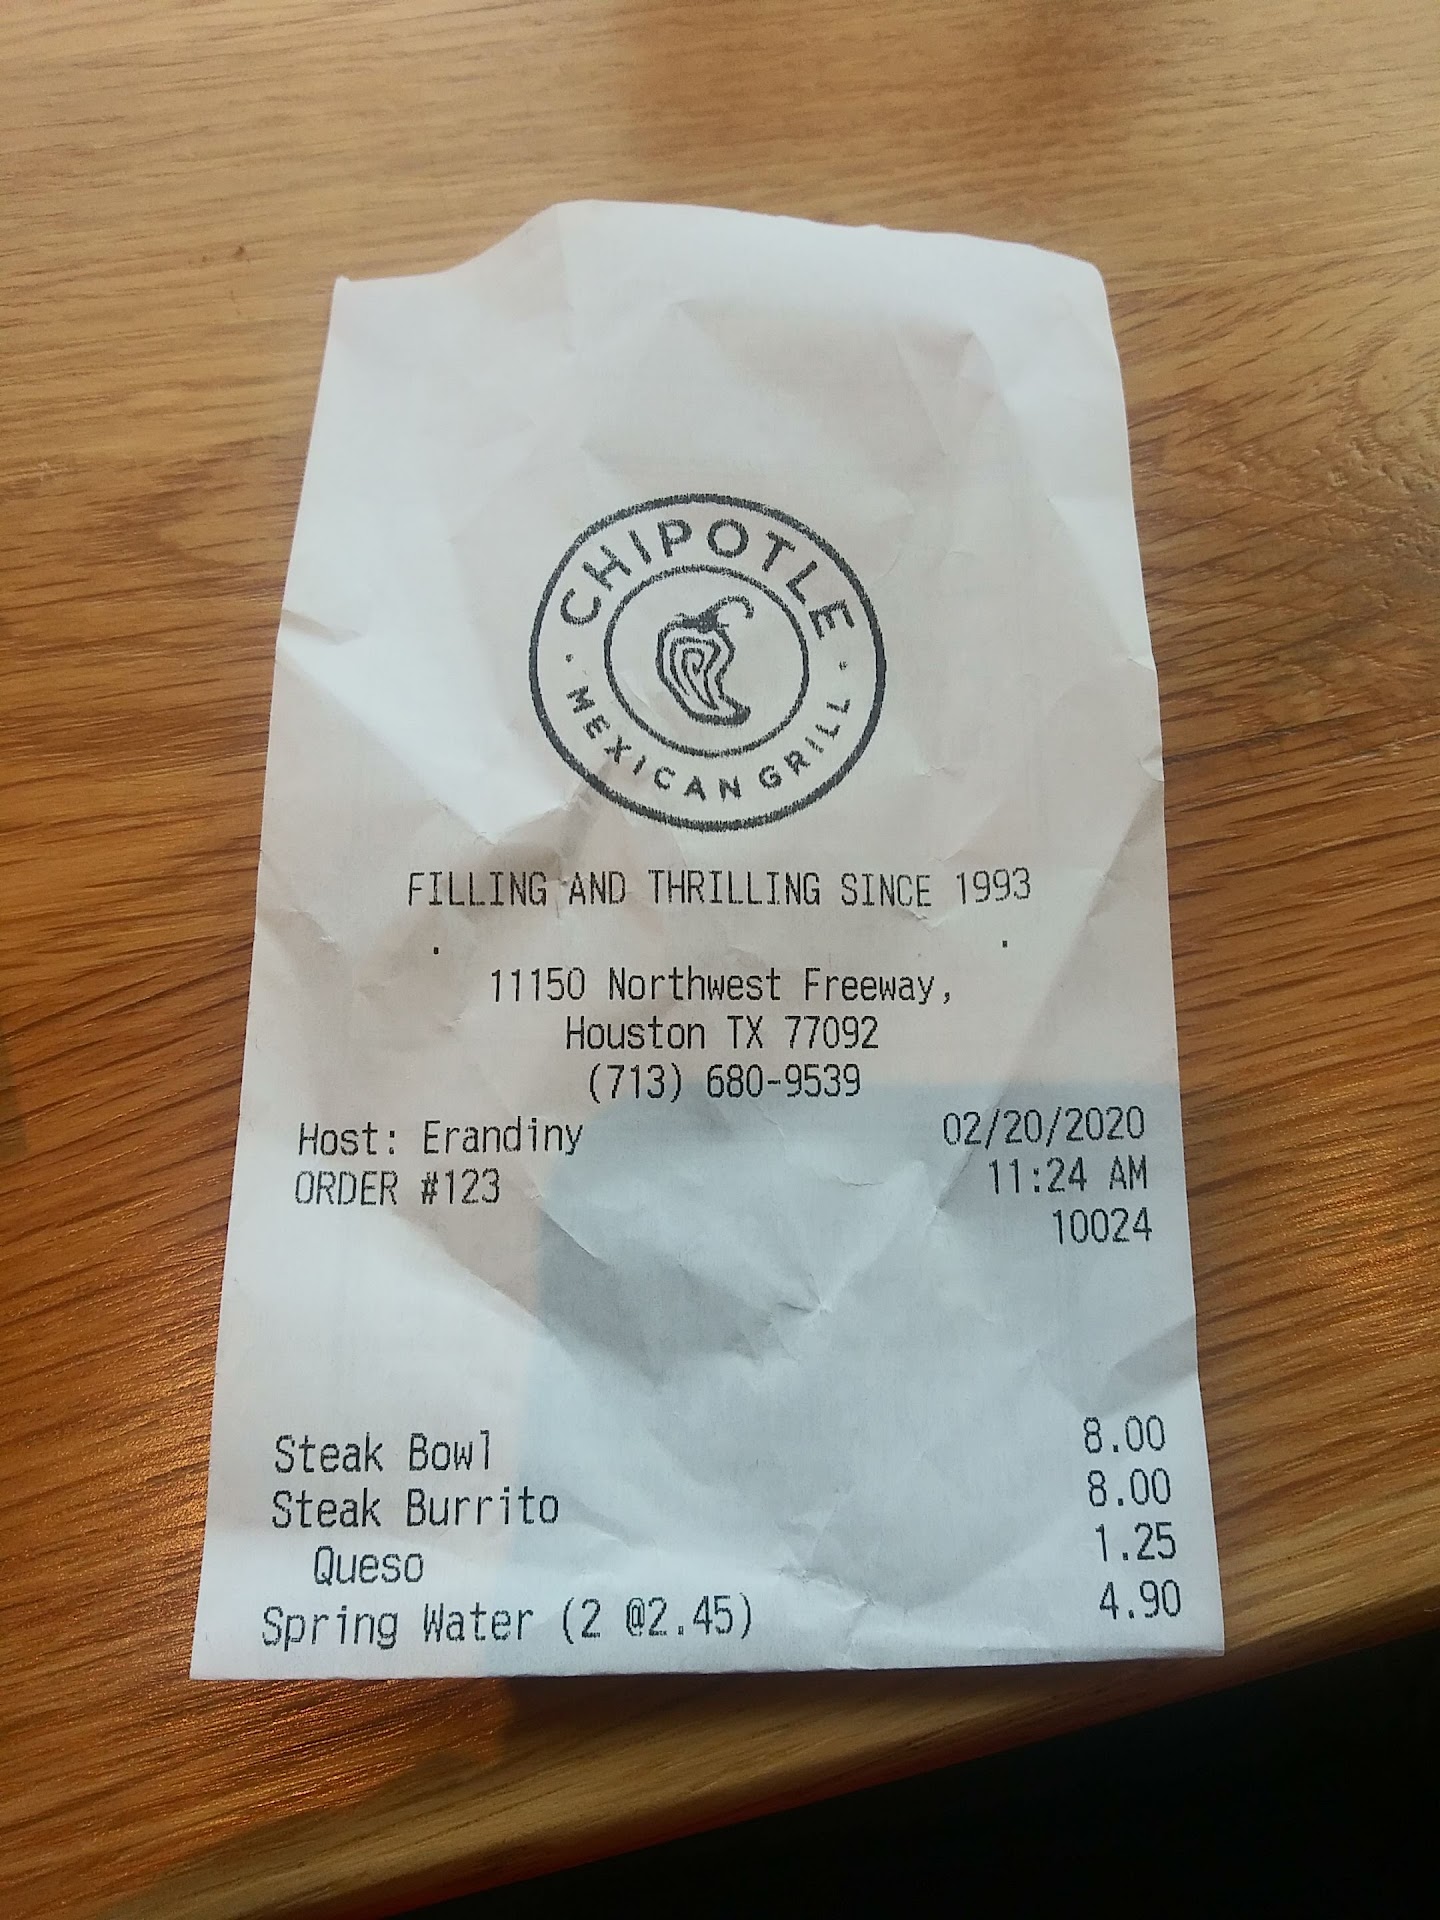 CHIPOTLE
MEXICAN GRILL
FILLING AND THRILLING SINCE 1993
. .
11150 Northwest Freeway,
Houston TX 77092
(713) 680-9539
Host: Erandiny 02/20/2020
ORDER #123 11:24 AM
10024
Steak Bowl 8.00
Steak Burrito 8.00
Queso 1.25
Spring Water (2 @2.45) 4.90